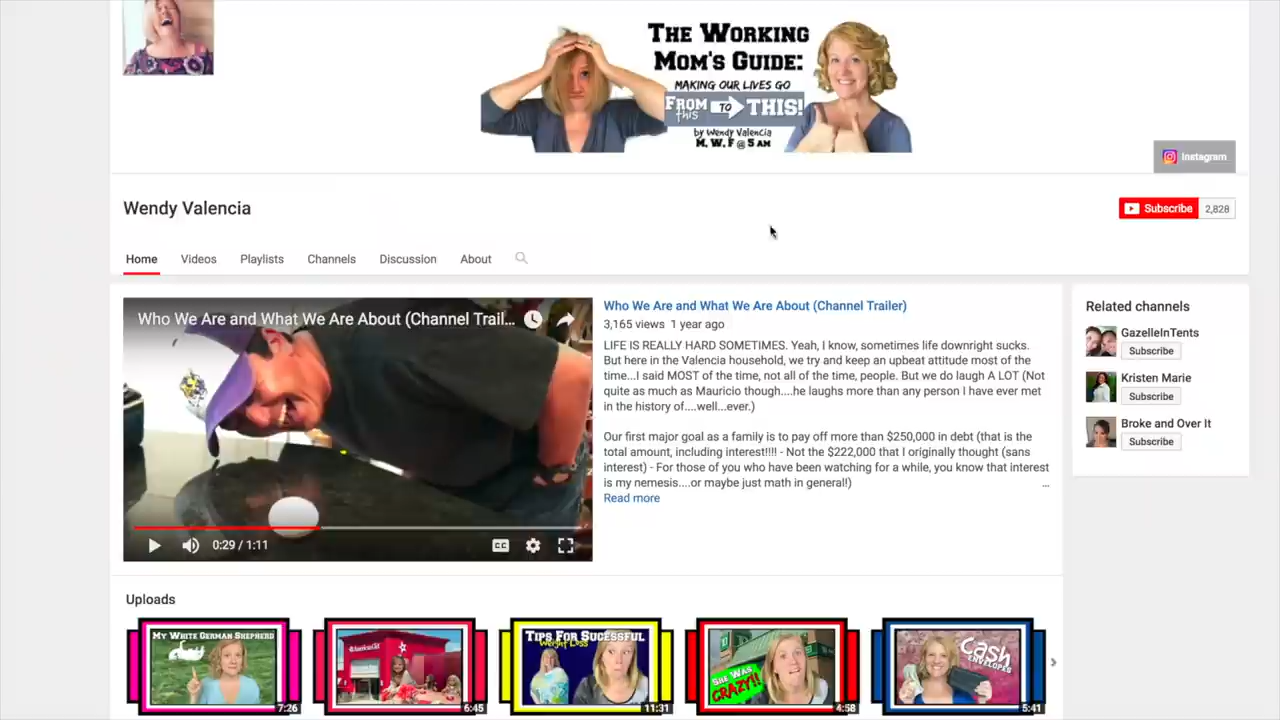 THE WORKING
MOM'S GUIDE:
MAKING OUR LIVES GO
FROM this TO THIS!
by Wendy Valencia
M, W, F @ 5 AM
Instagram
Wendy Valencia
Subscribe 2,828
Home Videos Playlists Channels Discussion About
Who We Are and What We Are About (Channel Trail...
0:29 / 1:11
CC
Who We Are and What We Are About (Channel Trailer)
3,165 views 1 year ago
LIFE IS REALLY HARD SOMETIMES. Yeah, I know, sometimes life downright sucks.
But here in the Valencia household, we try and keep an upbeat attitude most of the
time...I said MOST of the time, not all of the time, people. But we do laugh A LOT (Not
quite as much as Mauricio though....he laughs more than any person I have ever met
in the history of....well...ever.)
Our first major goal as a family is to pay off more than $250,000 in debt (that is the
total amount, including interest!!!! - Not the $222,000 that I originally thought (sans
interest) - For those of you who have been watching for a while, you know that interest
is my nemesis....or maybe just math in general!) ...
Read more
Related channels
GazelleInTents
Subscribe
Kristen Marie
Subscribe
Broke and Over It
Subscribe
Uploads
MY WHITE GERMAN SHEPHERD
7:26
AmericanGirl
6:45
TIPS FOR SUCESSFUL
Weight Loss
11:31
SHE WAS
CRAZY!!
4:58
CASH
ENVELOPES
5:41